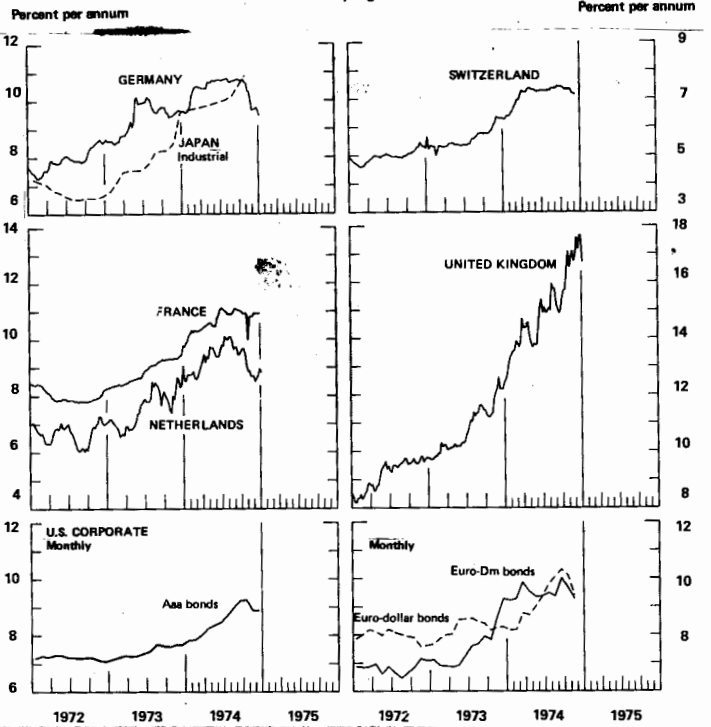 Percent per annum
Percent per annum
12
10
8
6
GERMANY
JAPAN
Industrial
9
7
5
3
SWITZERLAND
14
12
10
8
6
4
FRANCE
NETHERLANDS
18
16
14
12
10
8
UNITED KINGDOM
12
10
8
6
U.S. CORPORATE
Monthly
Aaa bonds
12
10
8
6
Monthly
Euro-Dm bonds
Euro-dollar bonds
1972 1973 1974 1975
1972 1973 1974 1975